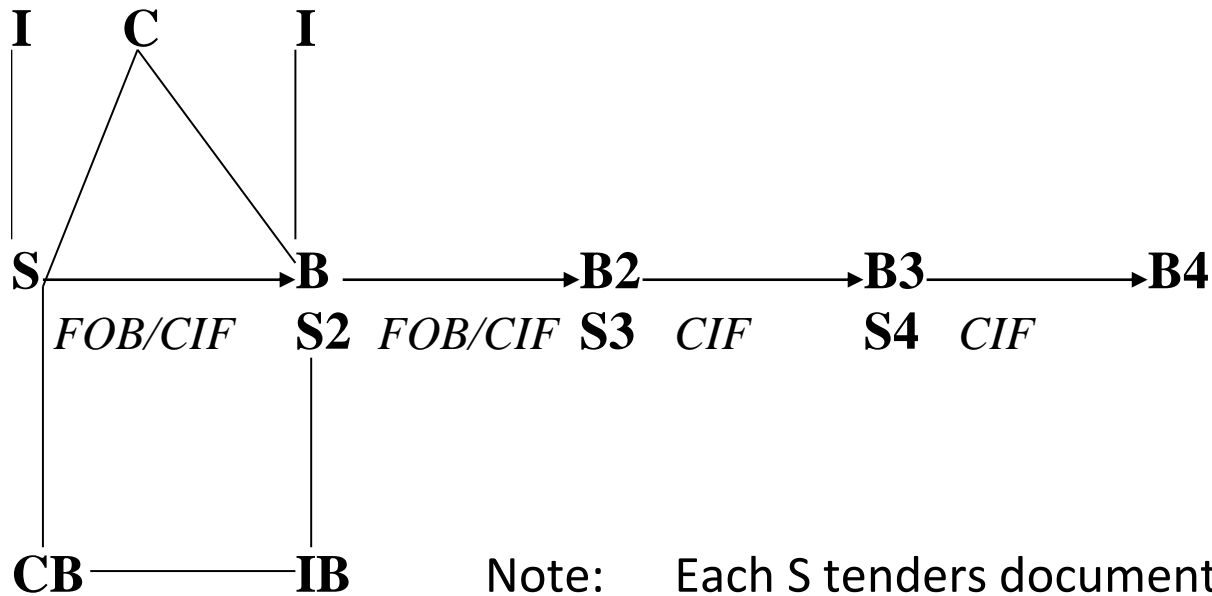 I C I
S B B2 B3 B4
FOB/CIF S2 FOB/CIF S3 CIF S4 CIF
CB IB Note: Each S tenders document